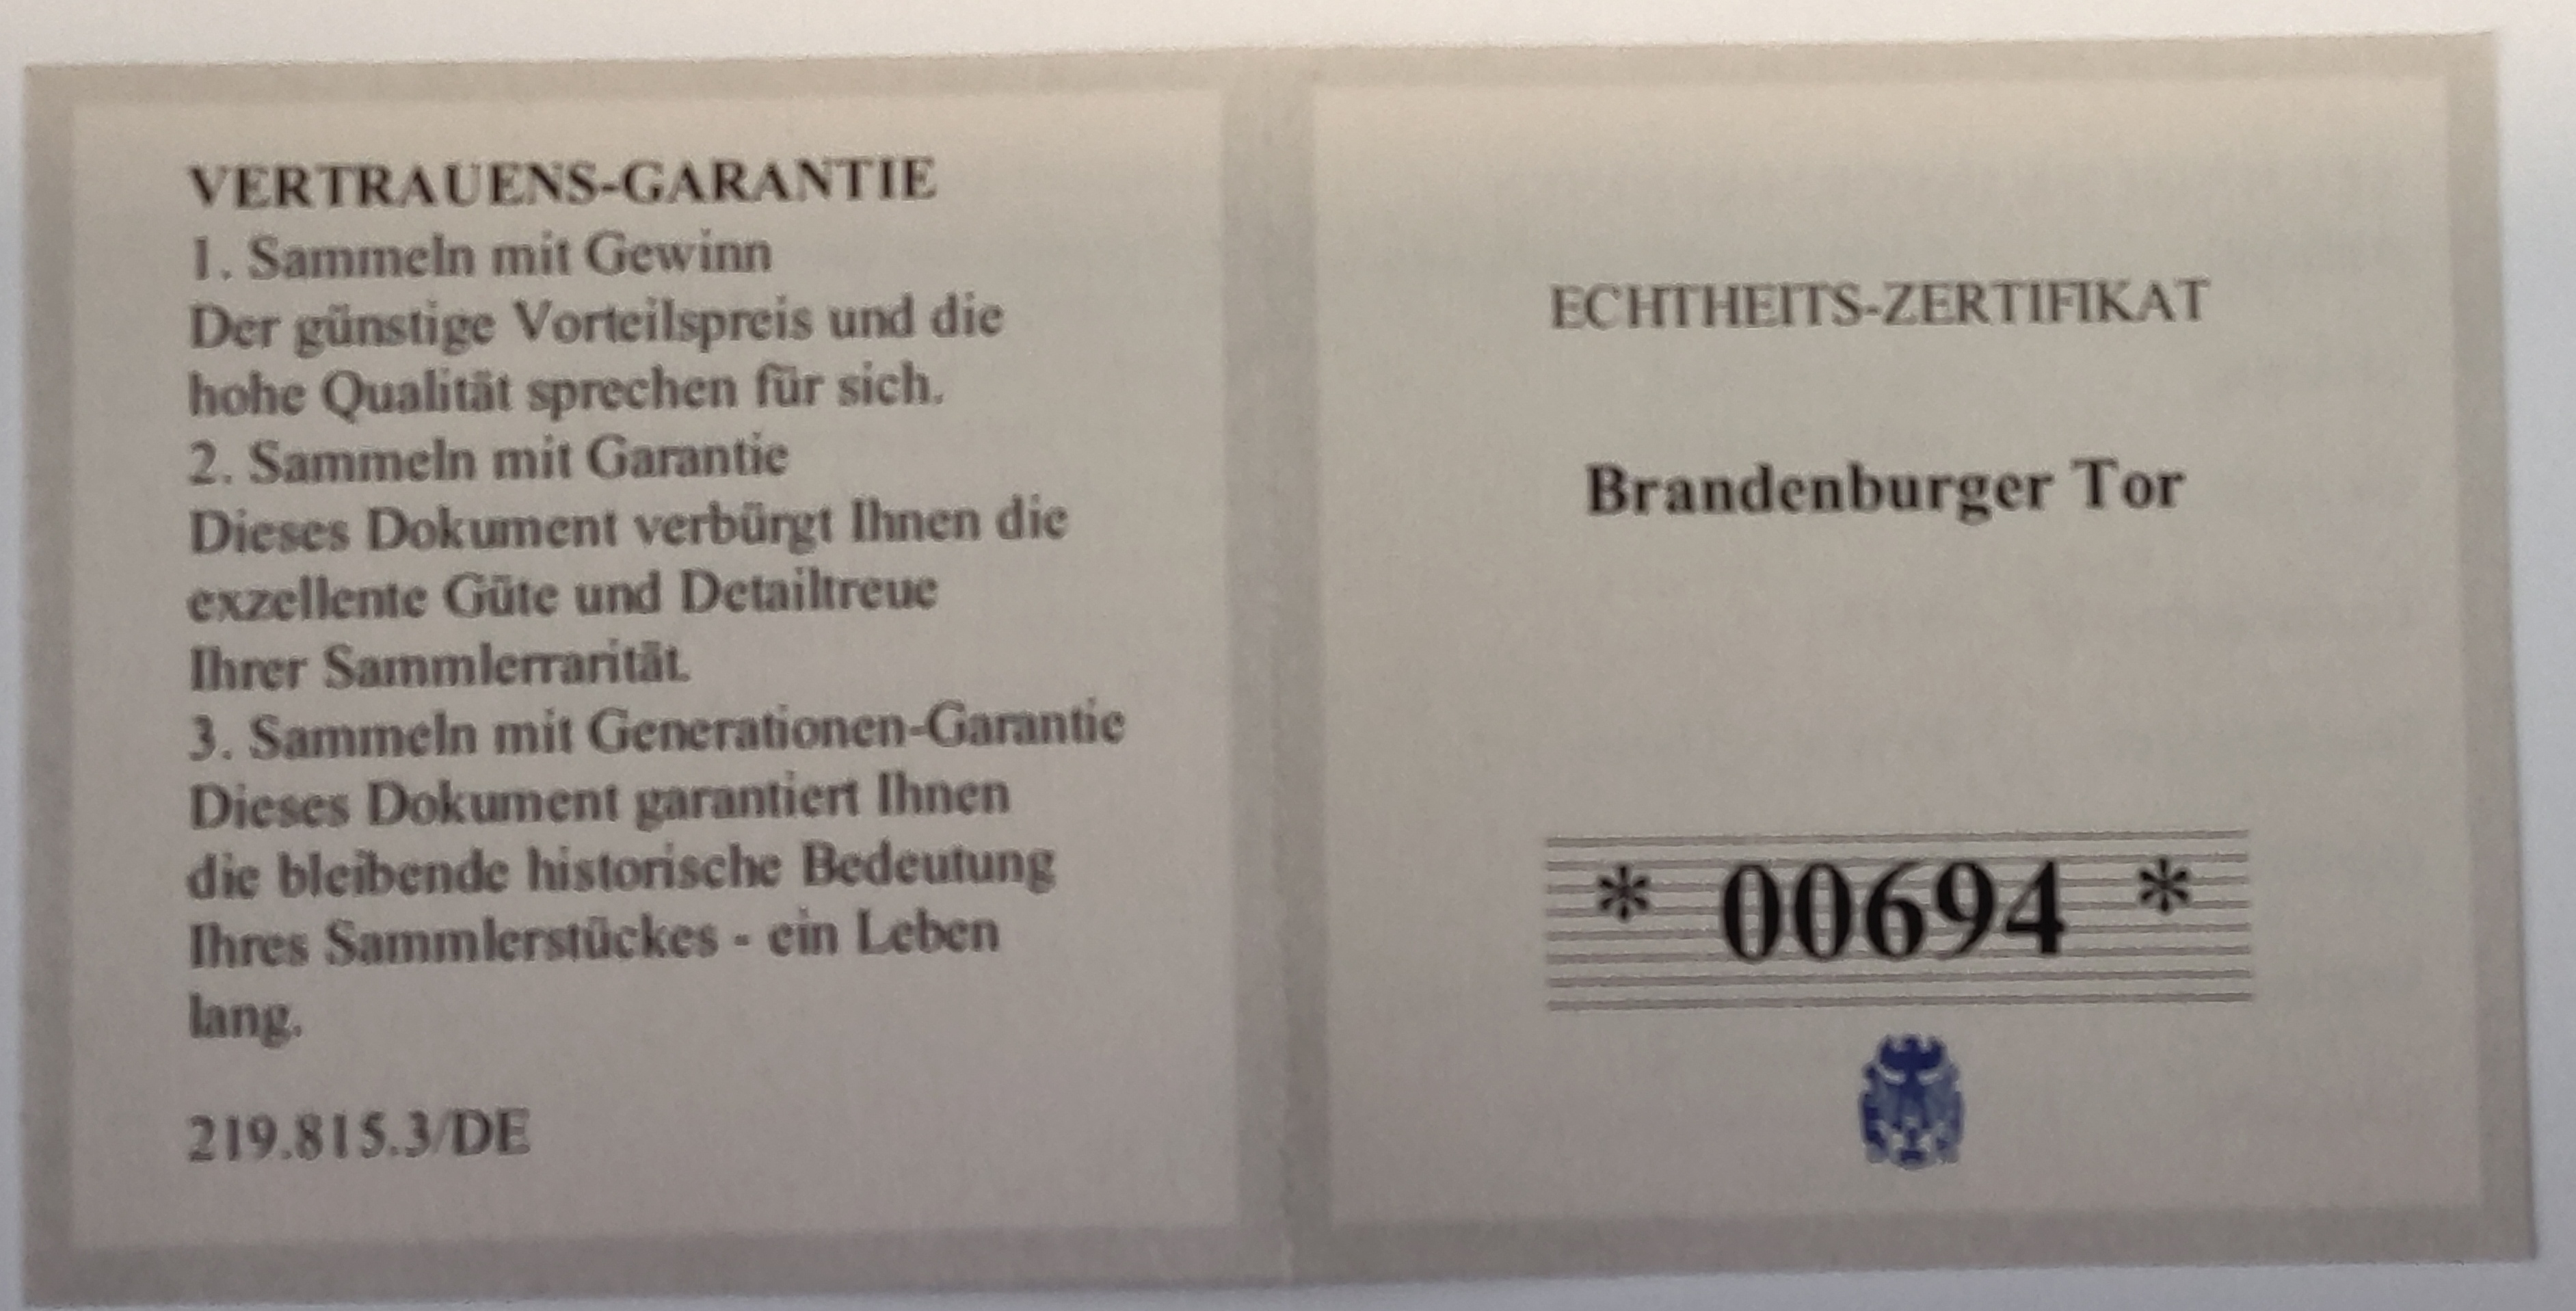 VERTRAUENS-GARANTIE
1. Sammeln mit Gewinn
Der günstige Vorteilspreis und die
hohe Qualität sprechen für sich.
2. Sammeln mit Garantie
Dieses Dokument verbürgt Ihnen die
exzellente Güte und Detailtreue
Ihrer Sammlerrarität.
3. Sammeln mit Generationen-Garantie
Dieses Dokument garantiert Ihnen
die bleibende historische Bedeutung
Ihres Sammlerstückes - ein Leben
lang.
219.815.3/DE
ECHTHEITS-ZERTIFIKAT
Brandenburger Tor
* 00694 *